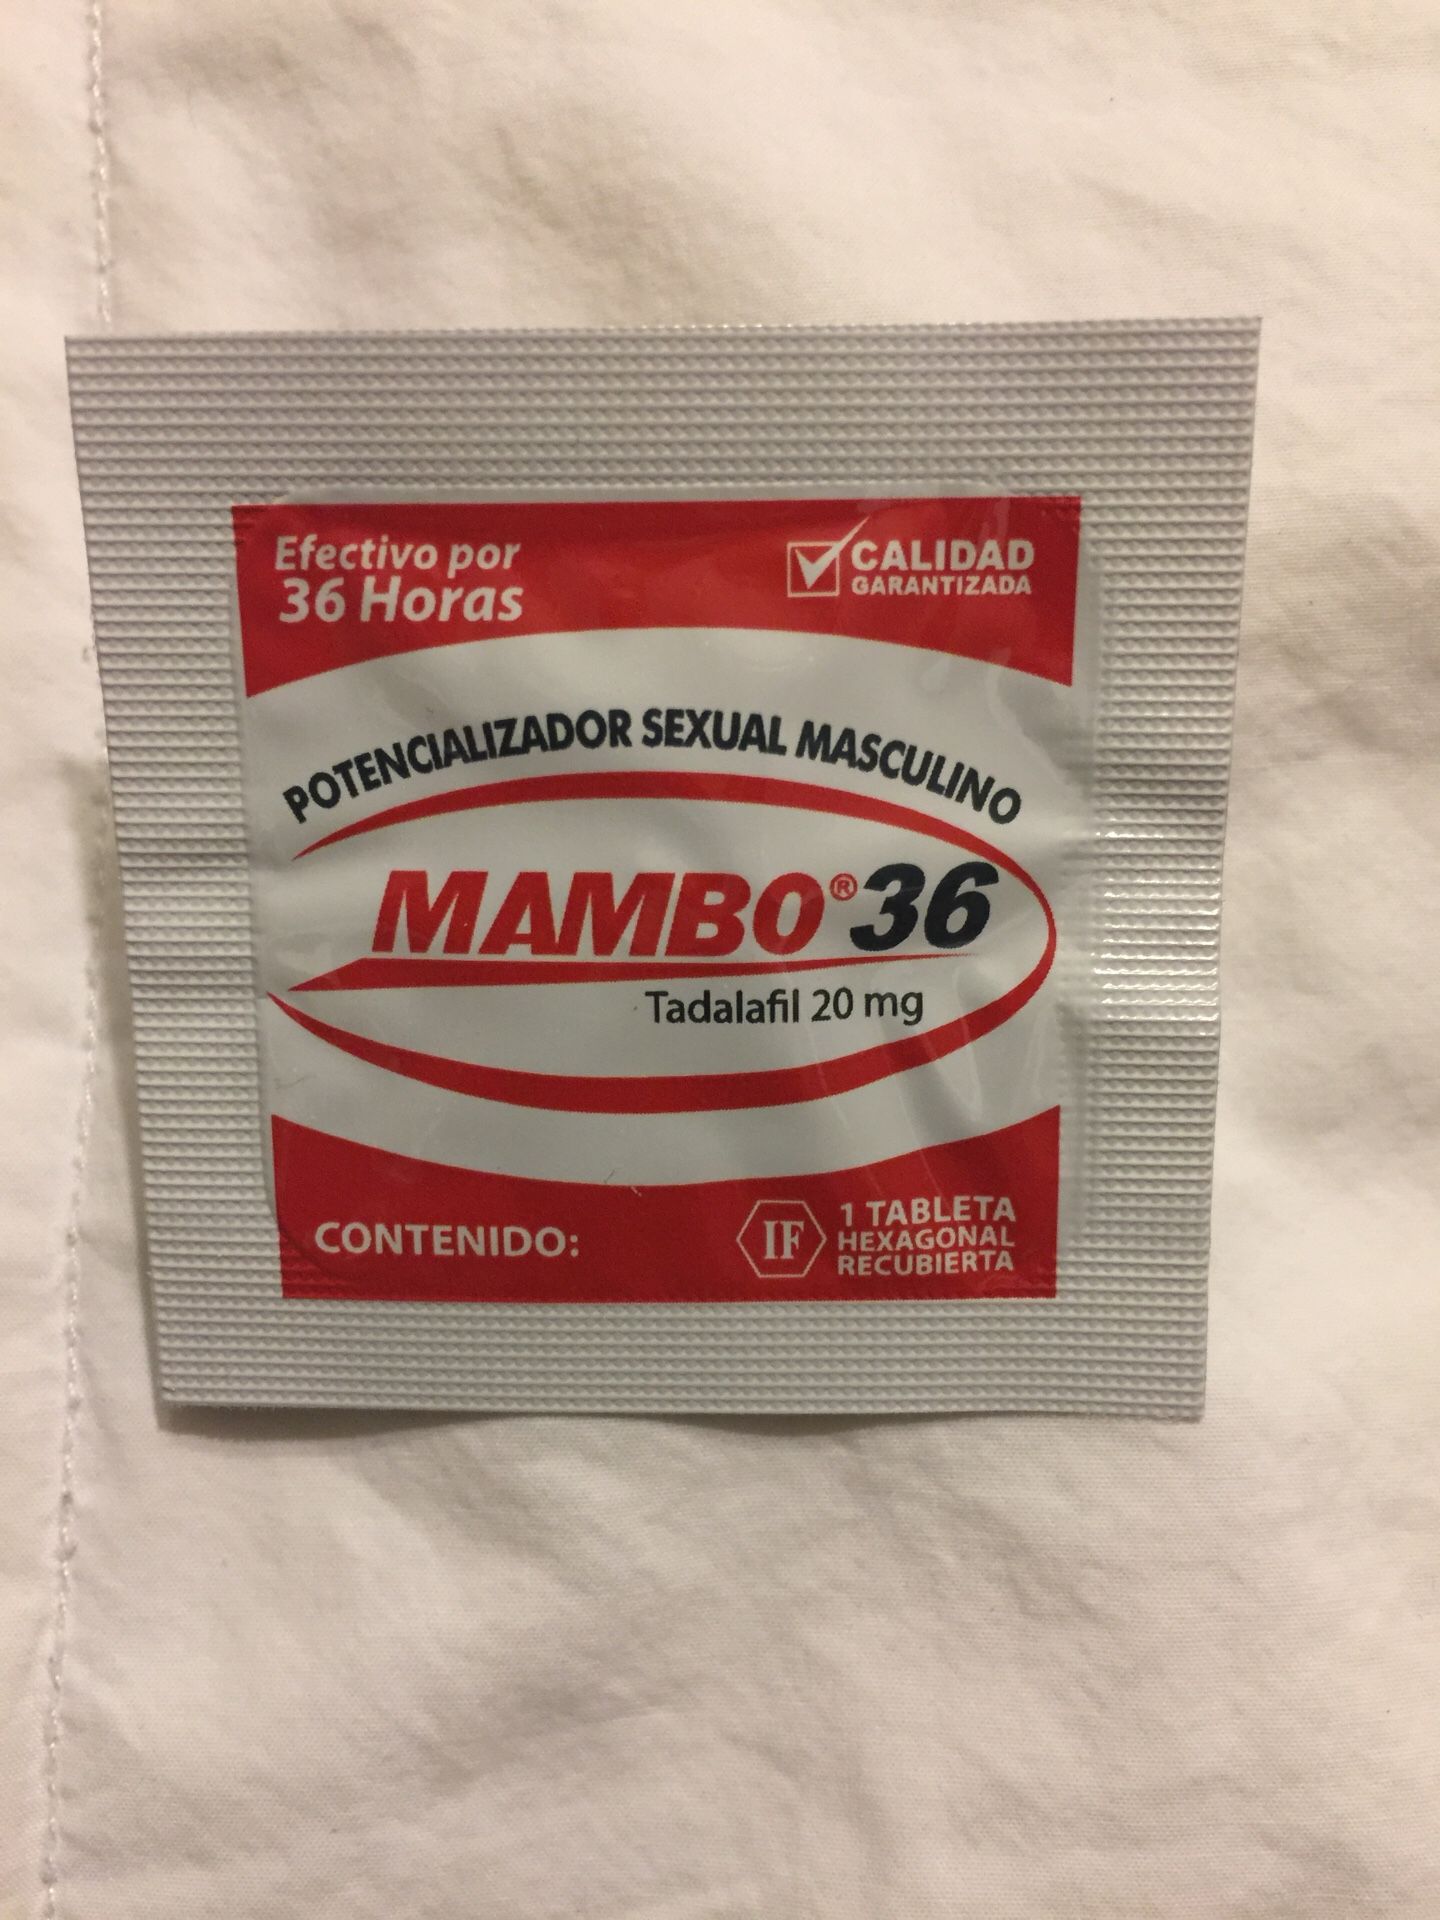 Efectivo por
36 Horas
CALIDAD
GARANTIZADA
POTENCIALIZADOR SEXUAL MASCULINO
MAMBO® 36
Tadalafil 20 mg
CONTENIDO:
IF
1 TABLETA
HEXAGONAL
RECUBIERTA